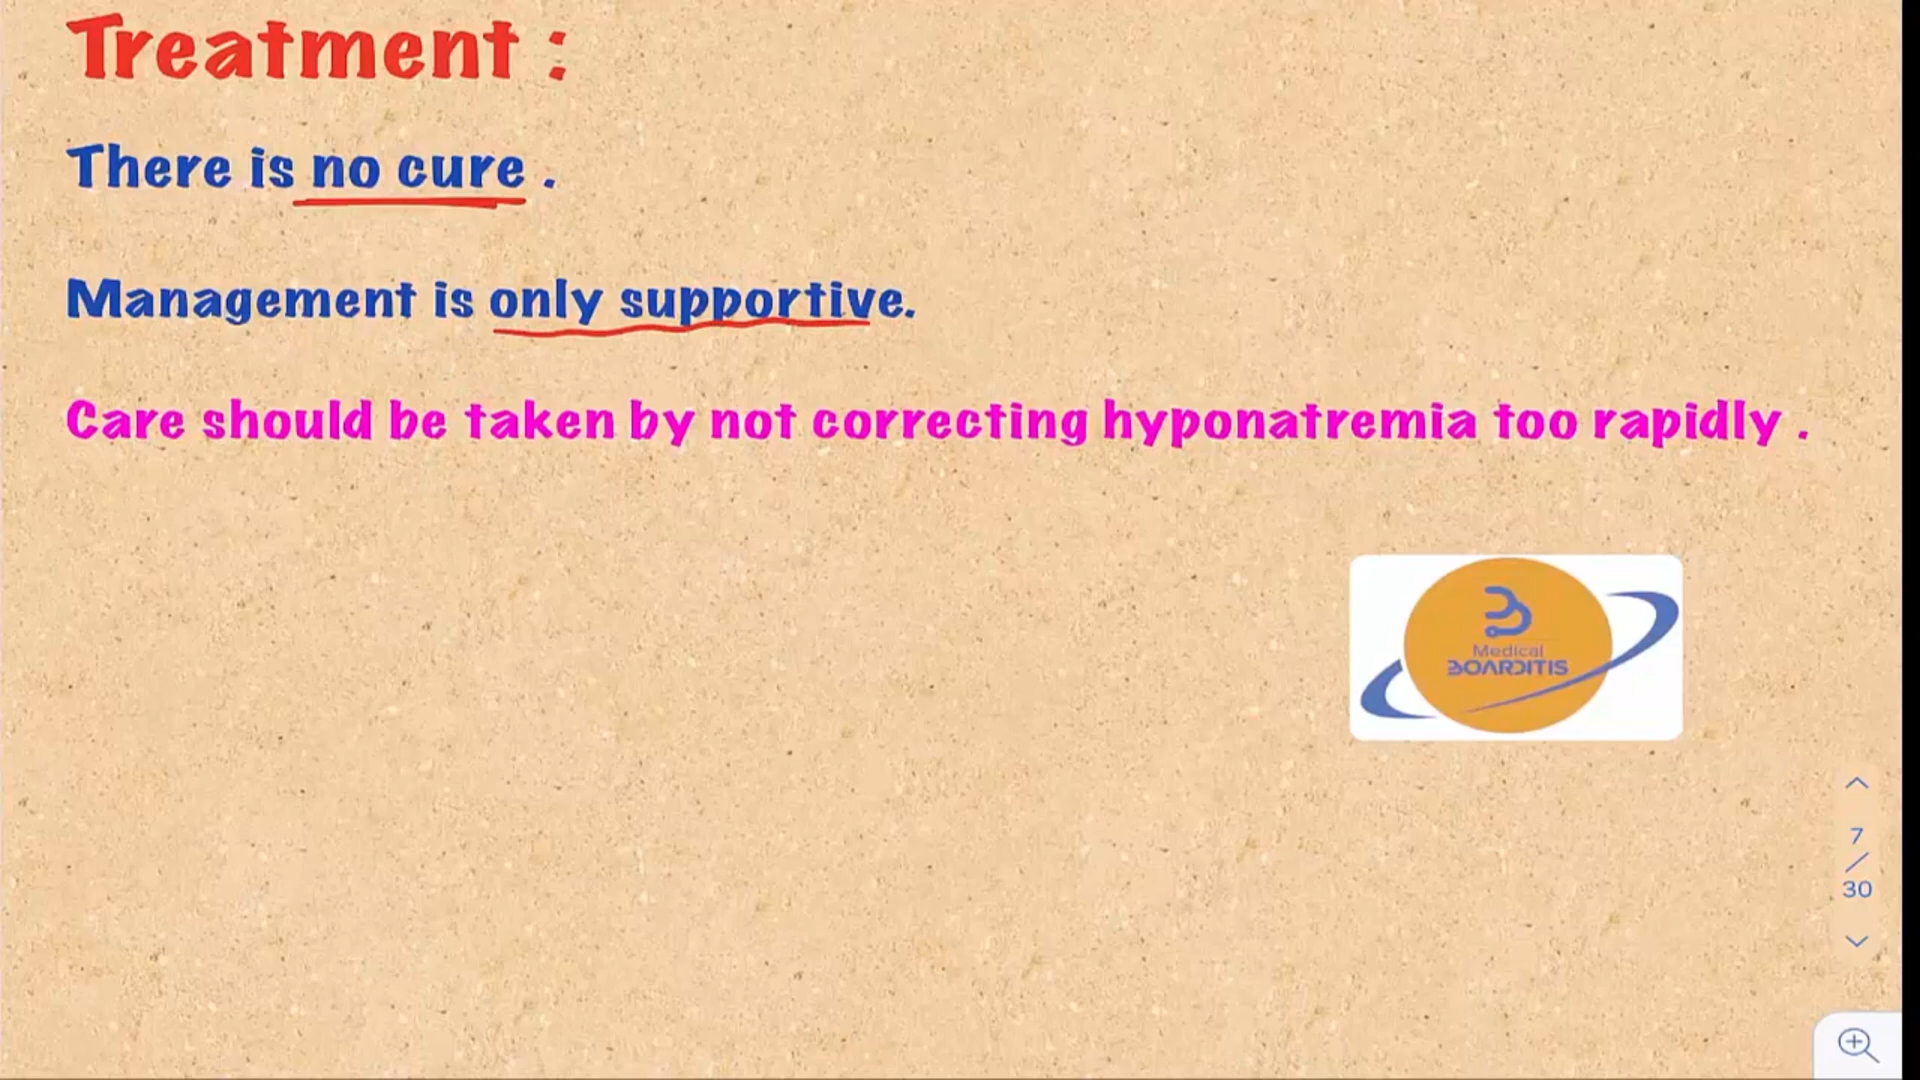 Treatment :
There is no cure .
Management is only supportive.
Care should be taken by not correcting hyponatremia too rapidly .
Medical
BOARDITIS
7
/
30